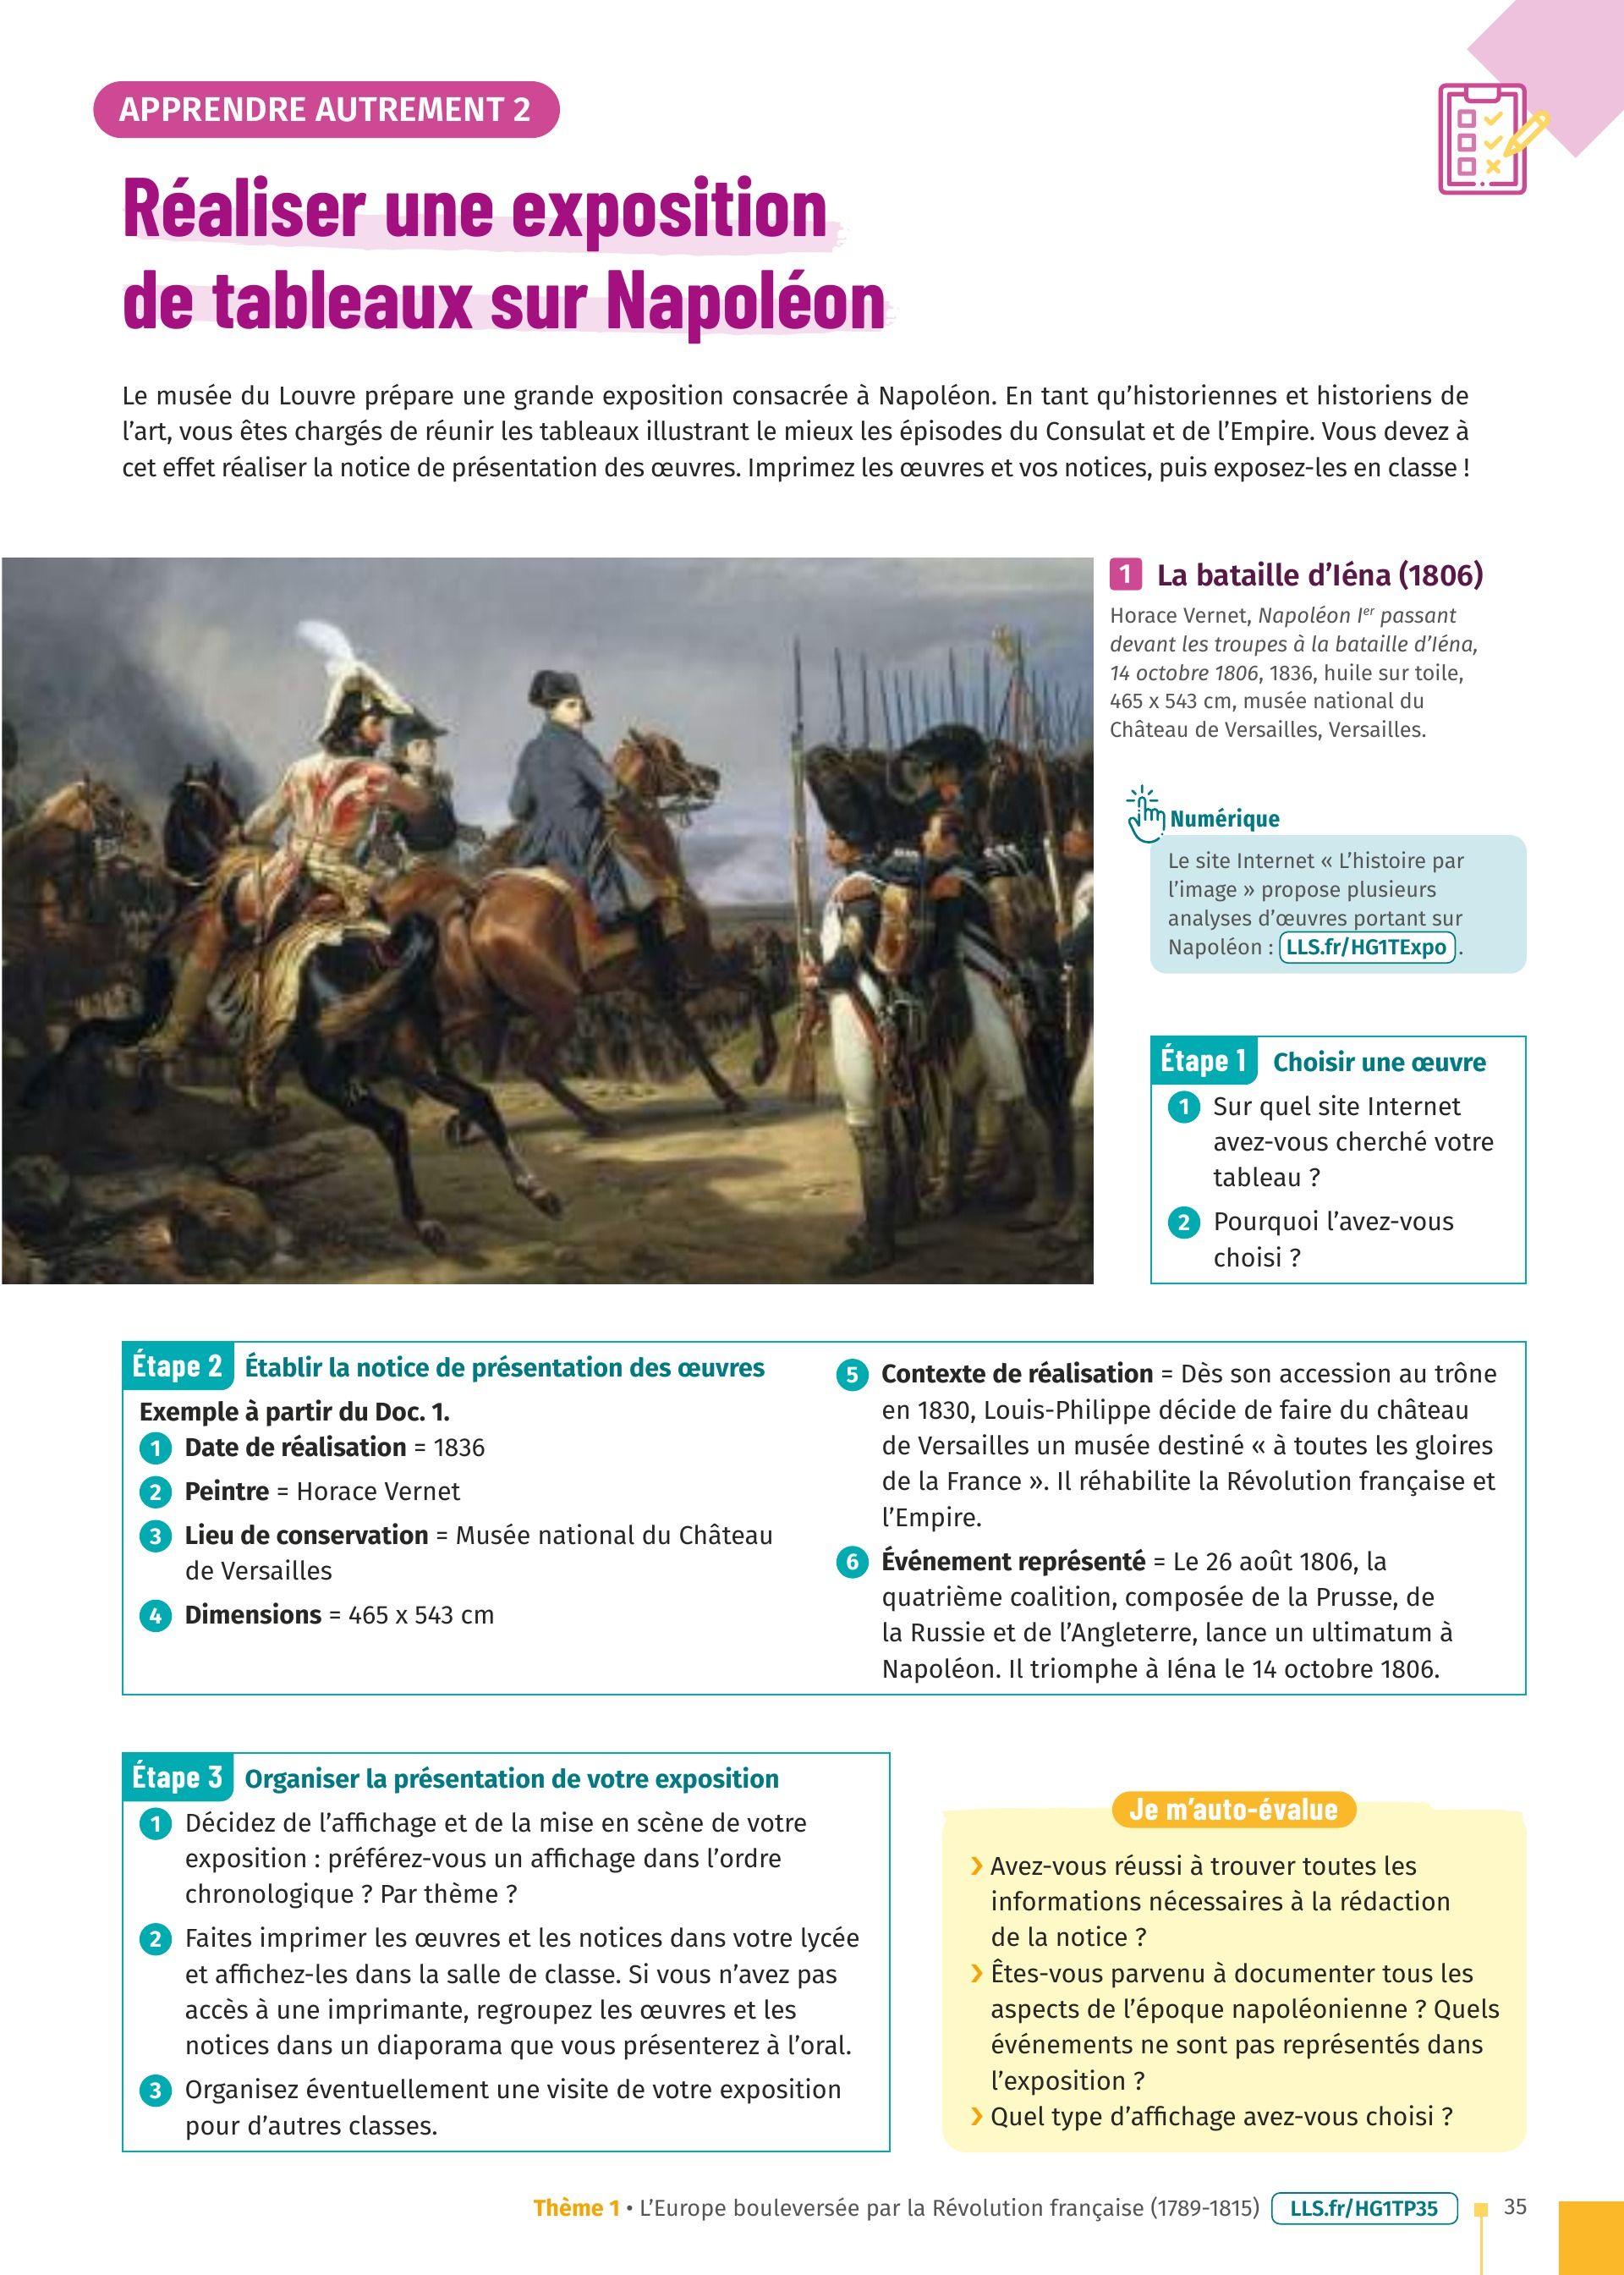 APPRENDRE AUTREMENT 2
Réaliser une exposition
de tableaux sur Napoléon
Le musée du Louvre prépare une grande exposition consacrée à Napoléon. En tant qu’historiennes et historiens de
l’art, vous êtes chargés de réunir les tableaux illustrant le mieux les épisodes du Consulat et de l’Empire. Vous devez à
cet effet réaliser la notice de présentation des œuvres. Imprimez les œuvres et vos notices, puis exposez-les en classe !
1 La bataille d’Iéna (1806)
Horace Vernet, Napoléon Ier passant
devant les troupes à la bataille d’Iéna,
14 octobre 1806, 1836, huile sur toile,
465 x 543 cm, musée national du
Château de Versailles, Versailles.
Numérique
Le site Internet « L’histoire par
l’image » propose plusieurs
analyses d’œuvres portant sur
Napoléon : LLS.fr/HG1TExpo .
Étape 1 Choisir une œuvre
1 Sur quel site Internet
avez-vous cherché votre
tableau ?
2 Pourquoi l’avez-vous
choisi ?
Étape 2 Établir la notice de présentation des œuvres
Exemple à partir du Doc. 1.
1 Date de réalisation = 1836
2 Peintre = Horace Vernet
3 Lieu de conservation = Musée national du Château
de Versailles
4 Dimensions = 465 x 543 cm
5 Contexte de réalisation = Dès son accession au trône
en 1830, Louis-Philippe décide de faire du château
de Versailles un musée destiné « à toutes les gloires
de la France ». Il réhabilite la Révolution française et
l’Empire.
6 Événement représenté = Le 26 août 1806, la
quatrième coalition, composée de la Prusse, de
la Russie et de l’Angleterre, lance un ultimatum à
Napoléon. Il triomphe à Iéna le 14 octobre 1806.
Étape 3 Organiser la présentation de votre exposition
1 Décidez de l’affichage et de la mise en scène de votre
exposition : préférez-vous un affichage dans l’ordre
chronologique ? Par thème ?
2 Faites imprimer les œuvres et les notices dans votre lycée
et affichez-les dans la salle de classe. Si vous n’avez pas
accès à une imprimante, regroupez les œuvres et les
notices dans un diaporama que vous présenterez à l’oral.
3 Organisez éventuellement une visite de votre exposition
pour d’autres classes.
Je m’auto-évalue
› Avez-vous réussi à trouver toutes les
informations nécessaires à la rédaction
de la notice ?
› Êtes-vous parvenu à documenter tous les
aspects de l’époque napoléonienne ? Quels
événements ne sont pas représentés dans
l’exposition ?
› Quel type d’affichage avez-vous choisi ?
Thème 1 • L’Europe bouleversée par la Révolution française (1789-1815) LLS.fr/HG1TP35 35